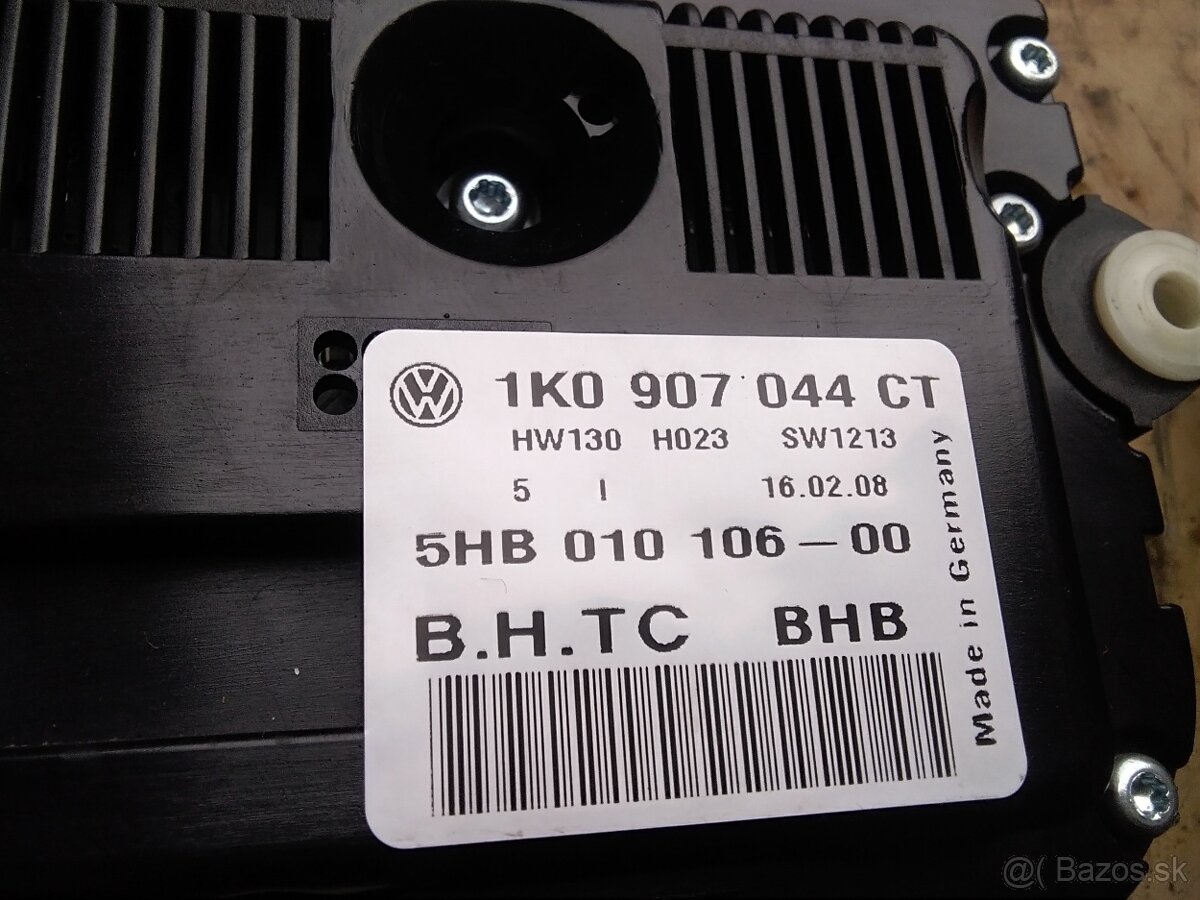 1K0 907 044 CT
HW130 H023 SW1213
5 I 16.02.08
5HB 010 106-00
B.H.TC BHB
Made in Germany
@( Bazos.sk